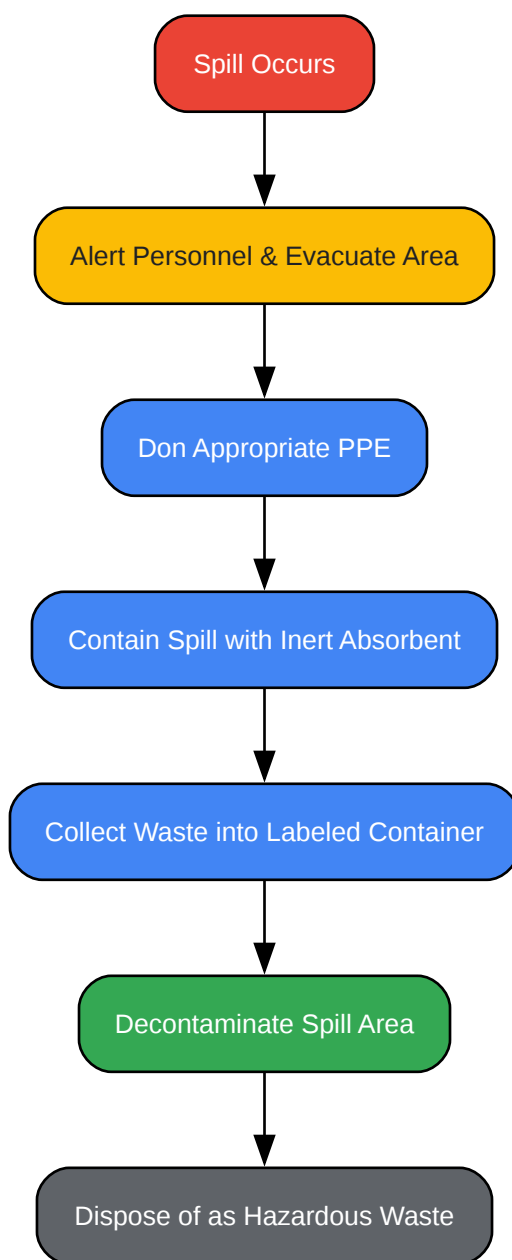 Spill Occurs
Alert Personnel & Evacuate Area
Don Appropriate PPE
Contain Spill with Inert Absorbent
Collect Waste into Labeled Container
Decontaminate Spill Area
Dispose of as Hazardous Waste